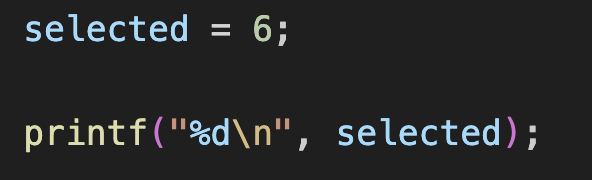 selected = 6;
printf("%d\n", selected);